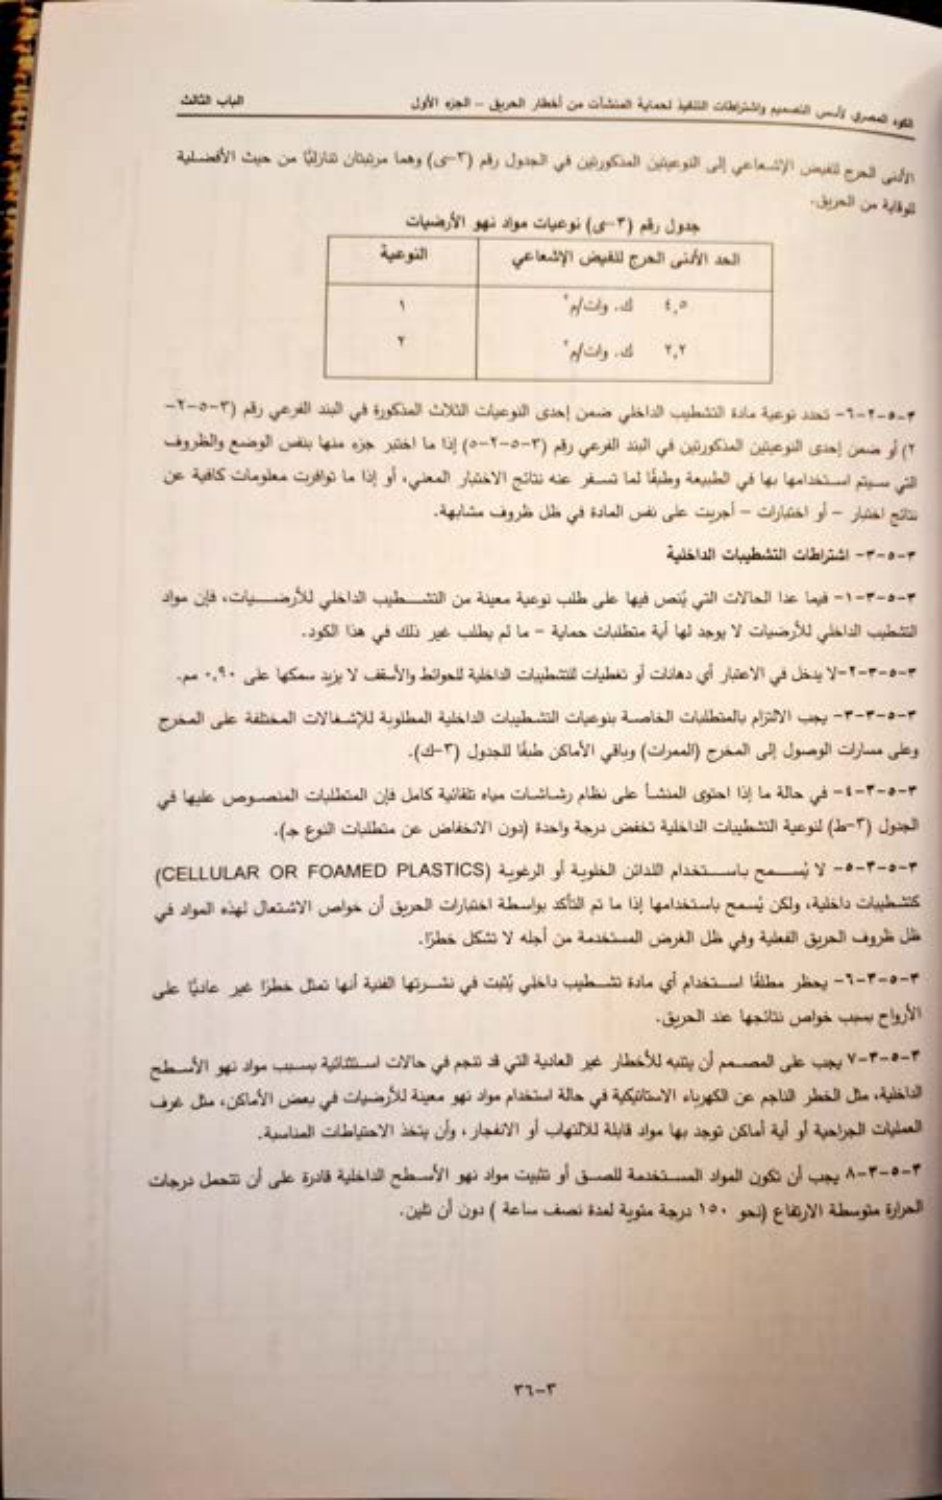 الكود المصري لأسس التصميم واشتراطات التنفيذ لحماية المنشآت من أخطار الحريق – الجزء الأول الباب الثالث
الأدنى الحرج للفيض الإشعاعي إلى النوعيتين المذكورتين في الجدول رقم (٣–ى) وهما مرتبتان تنازليًا من حيث الأفضلية
للوقاية من الحريق.
جدول رقم (٣–ى) نوعيات مواد نهو الأرضيات
الحد الأدنى الحرج للفيض الإشعاعي النوعية
٤,٥ ك. وات/م٢ ١
٢,٢ ك. وات/م٢ ٢
٣–٥–٢–٦– تحدد نوعية مادة التشطيب الداخلي ضمن إحدى النوعيات الثلاث المذكورة في البند الفرعي رقم (٣–٥–٢–
٢) أو ضمن إحدى النوعيتين المذكورتين في البند الفرعي رقم (٣–٥–٢–٥) إذا ما اختبر جزء منها بنفس الوضع والظروف
التي سيتم استخدامها بها في الطبيعة وطبقًا لما تسفر عنه نتائج الاختبار المعني، أو إذا ما توافرت معلومات كافية عن
نتائج اختبار – أو اختبارات – أجريت على نفس المادة في ظل ظروف مشابهة.
٣–٥–٣– اشتراطات التشطيبات الداخلية
٣–٥–٣–١– فيما عدا الحالات التي يُنص فيها على طلب نوعية معينة من التشطيب الداخلي للأرضيات، فإن مواد
التشطيب الداخلي للأرضيات لا يوجد لها أية متطلبات حماية – ما لم يطلب غير ذلك في هذا الكود.
٣–٥–٣–٢–لا يدخل في الاعتبار أي دهانات أو تغطيات للتشطيبات الداخلية للحوائط والأسقف لا يزيد سمكها على ٠,٩٠ مم.
٣–٥–٣–٣– يجب الالتزام بالمتطلبات الخاصة بنوعيات التشطيبات الداخلية المطلوبة للإشغالات المختلفة على المخرج
وعلى مسارات الوصول إلى المخرج (الممرات) وباقي الأماكن طبقًا للجدول (٣–ك).
٣–٥–٣–٤– في حالة ما إذا احتوى المنشأ على نظام رشاشات مياه تلقائية كامل فإن المتطلبات المنصوص عليها في
الجدول (٣–ط) لنوعية التشطيبات الداخلية تخفض درجة واحدة (دون الانخفاض عن متطلبات النوع ج).
٣–٥–٣–٥– لا يُسمح باستخدام اللدائن الخلوية أو الرغوية (CELLULAR OR FOAMED PLASTICS)
كتشطيبات داخلية، ولكن يُسمح باستخدامها إذا ما تم التأكد بواسطة اختبارات الحريق أن خواص الاشتعال لهذه المواد في
ظل ظروف الحريق الفعلية وفي ظل الغرض المستخدمة من أجله لا تشكل خطرًا.
٣–٥–٣–٦– يحظر مطلقًا استخدام أي مادة تشطيب داخلي يُثبت في نشرتها الفنية أنها تمثل خطرًا غير عاديًا على
الأرواح بسبب خواص نتائجها عند الحريق.
٣–٥–٣–٧ يجب على المصمم أن يتنبه للأخطار غير العادية التي قد تنجم في حالات استثنائية بسبب مواد نهو الأسطح
الداخلية، مثل الخطر الناجم عن الكهرباء الاستاتيكية في حالة استخدام مواد نهو معينة للأرضيات في بعض الأماكن، مثل غرف
العمليات الجراحية أو أية أماكن توجد بها مواد قابلة للالتهاب أو الانفجار، وأن يتخذ الاحتياطات المناسبة.
٣–٥–٣–٨ يجب أن تكون المواد المستخدمة للصق أو تثبيت مواد نهو الأسطح الداخلية قادرة على أن تتحمل درجات
الحرارة متوسطة الارتفاع (نحو ١٥٠ درجة مئوية لمدة نصف ساعة ) دون أن تلين.
٣–٣٦